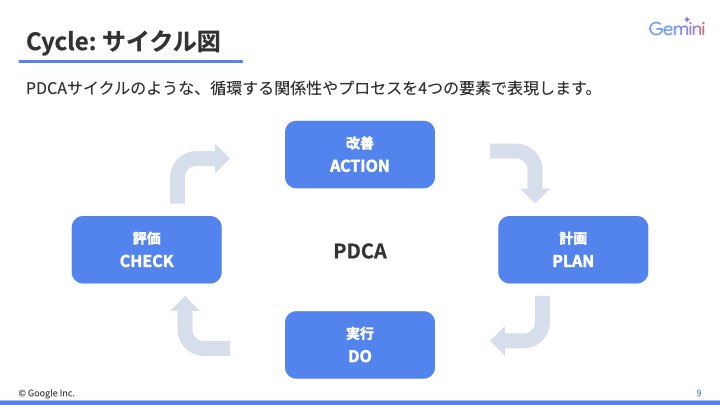 Cycle: サイクル図
Gemini
PDCAサイクルのような、循環する関係性やプロセスを4つの要素で表現します。
改善
ACTION
評価
CHECK
PDCA
計画
PLAN
実行
DO
© Google Inc.
9